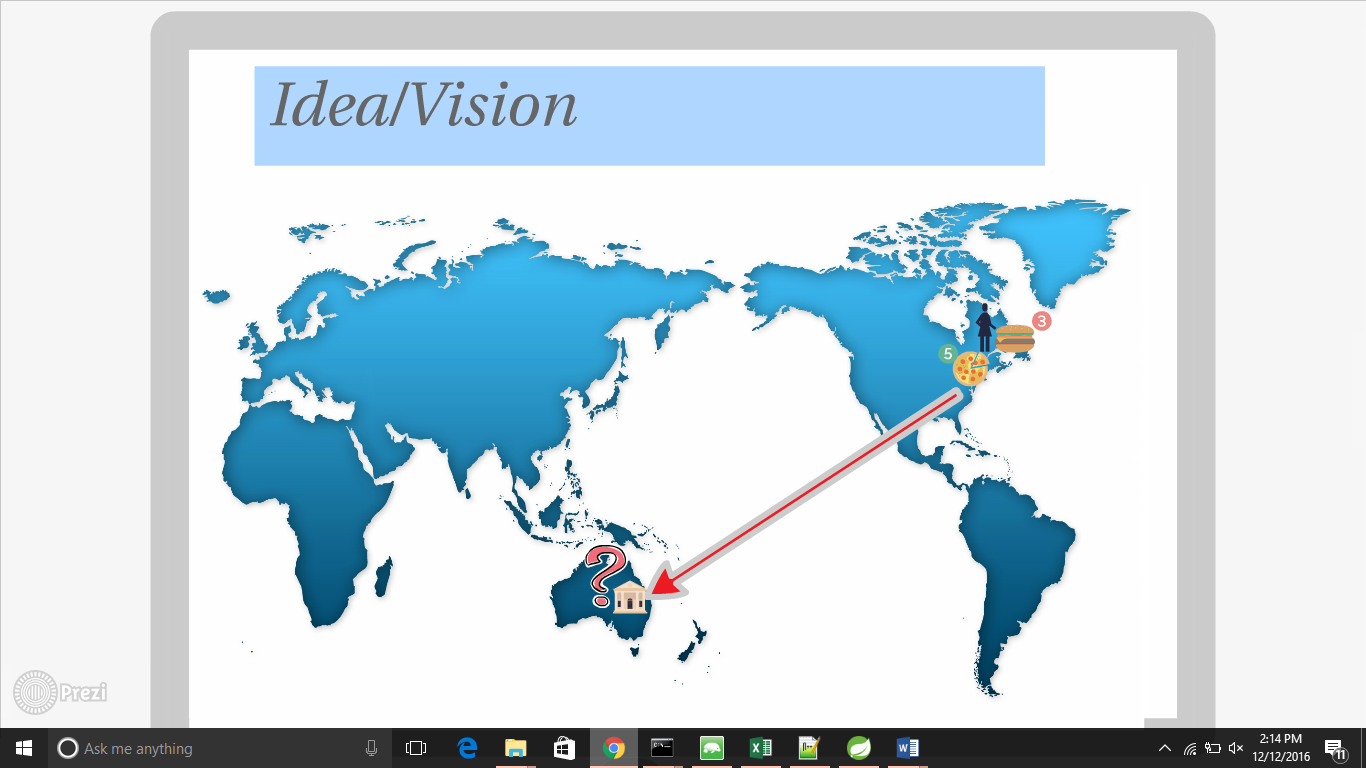 Idea/Vision
3
5
?
Prezi
Ask me anything
2:14 PM
12/12/2016
11